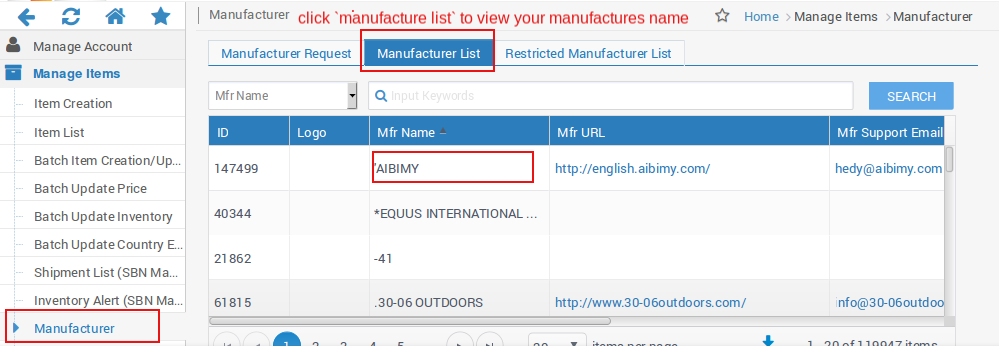 Manufacturer click `manufacture list` to view your manufactures name Home Manage Items Manufacturer
Manage Account
Manage Items
Item Creation
Item List
Batch Item Creation/Up...
Batch Update Price
Batch Update Inventory
Batch Update Country E...
Shipment List (SBN Ma...
Inventory Alert (SBN Ma...
Manufacturer
Manufacturer Request Manufacturer List Restricted Manufacturer List
Mfr Name Input Keywords SEARCH
ID Logo Mfr Name Mfr URL Mfr Support Email
147499 'AIBIMY http://english.aibimy.com/ hedy@aibimy.com
40344 *EQUUS INTERNATIONAL ...
21862 -41
61815 .30-06 OUTDOORS http://www.30-06outdoors.com/ info@30-06outdoo
1 2 3 4 5 20 items per page 1 - 20 of 119947 items